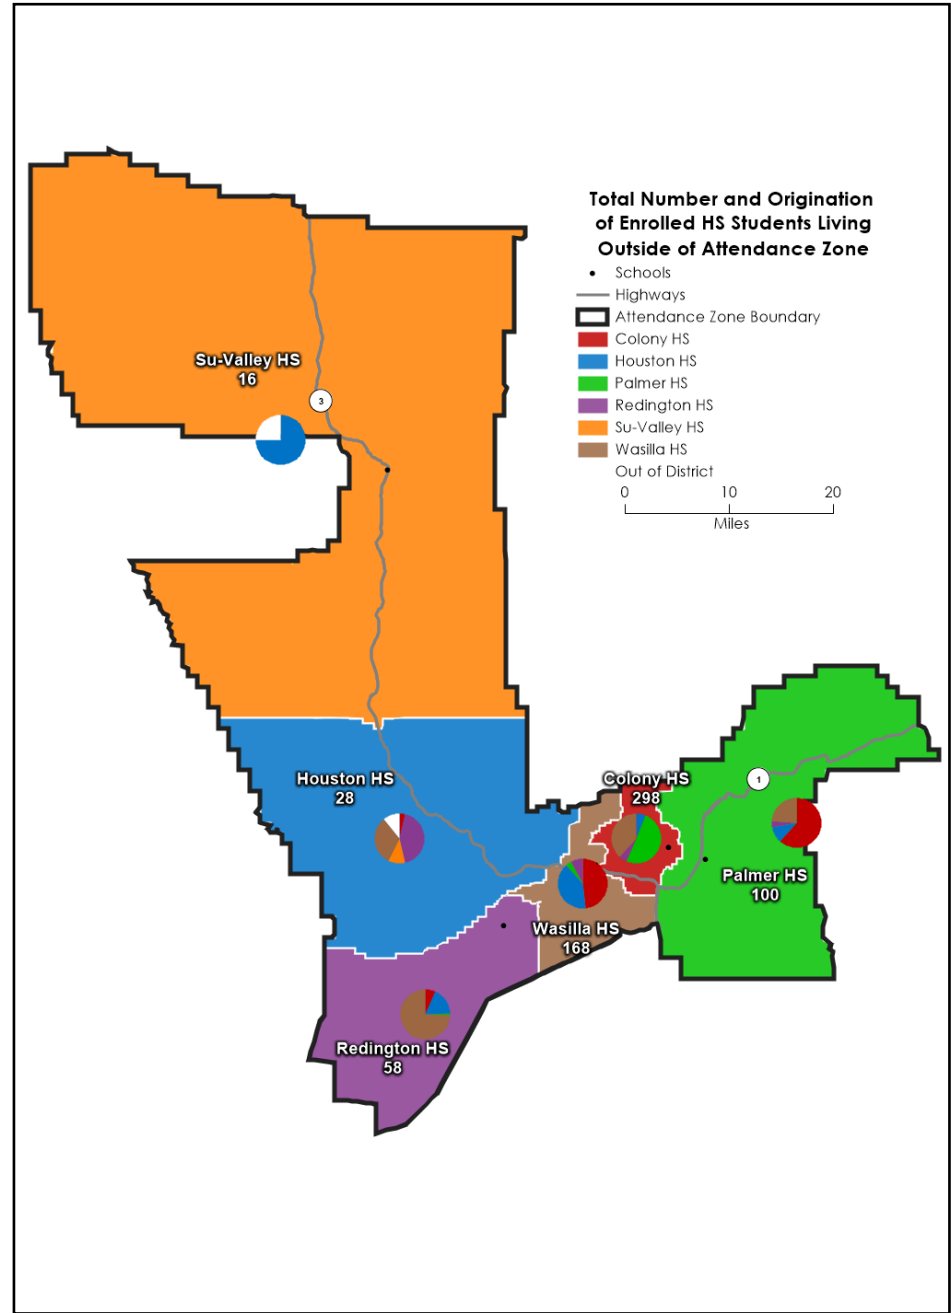 Total Number and Origination
of Enrolled HS Students Living
Outside of Attendance Zone
Schools
Highways
Attendance Zone Boundary
Colony HS
Houston HS
Palmer HS
Redington HS
Su-Valley HS
Wasilla HS
Out of District
0 10 20
Miles
Su-Valley HS
16
3
Houston HS
28
Colony HS
298
1
Palmer HS
100
Wasilla HS
168
Redington HS
58